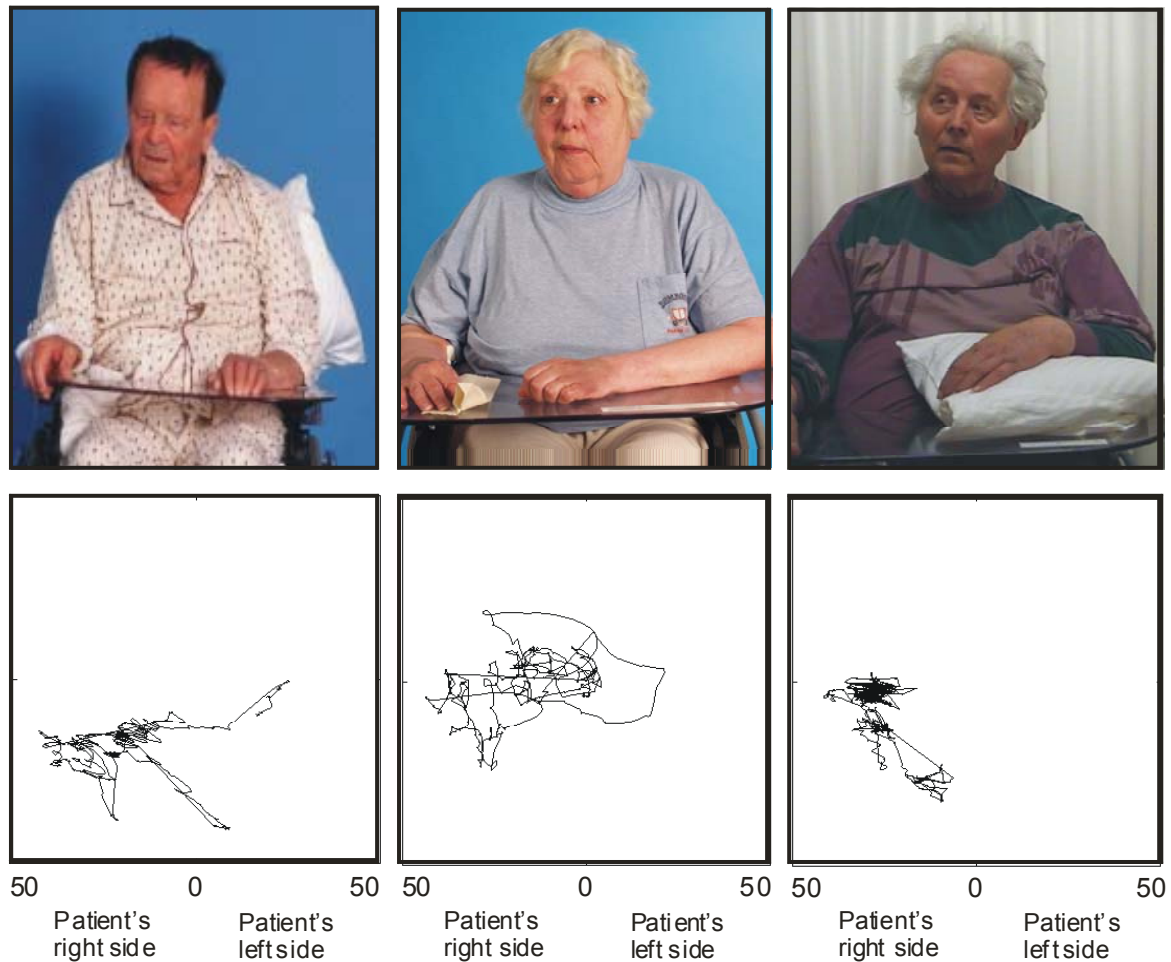 50 0 50 50 0 50 50 0 50
Patient's Patient's Patient's Patient's Patient's Patient's
right side left side right side left side right side left side